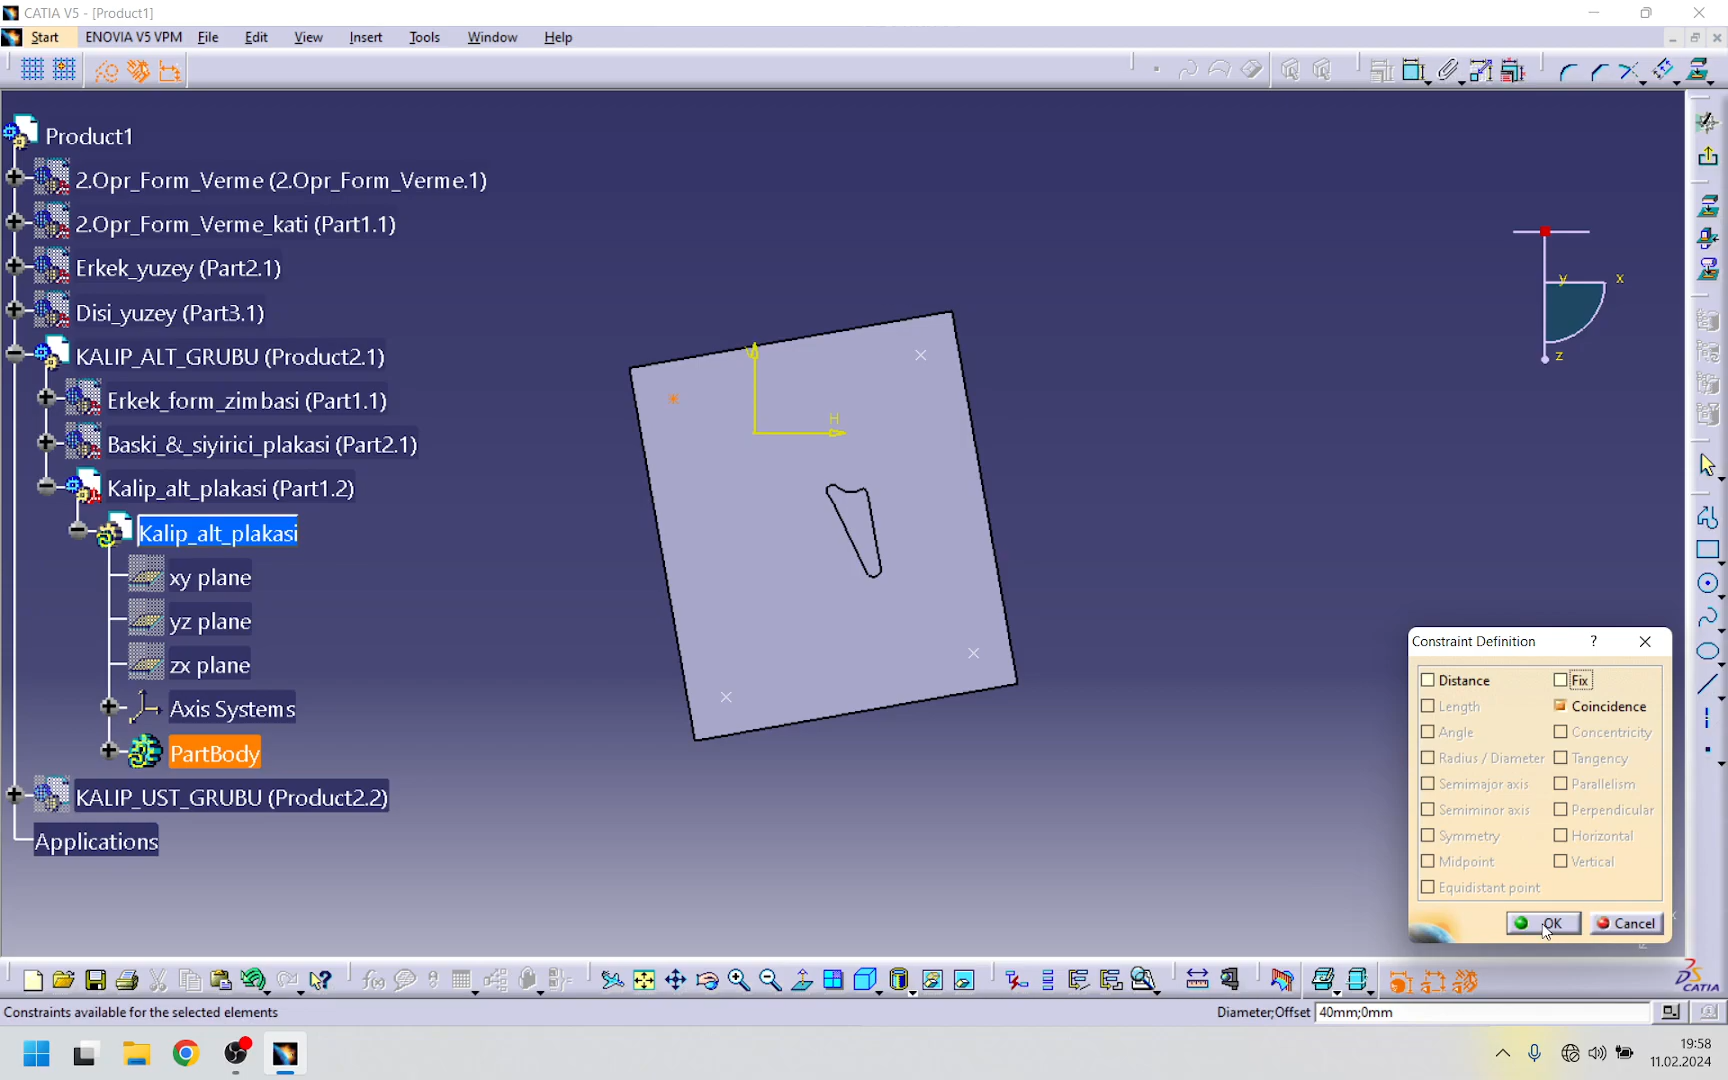 CATIA V5 - [Product1]
Start ENOVIA V5 VPM File Edit View Insert Tools Window Help
Product1
2.Opr_Form_Verme (2.Opr_Form_Verme.1)
2.Opr_Form_Verme_kati (Part1.1)
Erkek_yuzey (Part2.1)
Disi_yuzey (Part3.1)
KALIP_ALT_GRUBU (Product2.1)
Erkek_form_zimbasi (Part1.1)
Baski_&_siyirici_plakasi (Part2.1)
Kalip_alt_plakasi (Part1.2)
Kalip_alt_plakasi
xy plane
yz plane
zx plane
Axis Systems
PartBody
KALIP_UST_GRUBU (Product2.2)
Applications
V
H
y
x
z
Constraint Definition ? 
Distance Fix
Length Coincidence
Angle Concentricity
Radius / Diameter Tangency
Semimajor axis Parallelism
Semiminor axis Perpendicular
Symmetry Horizontal
Midpoint Vertical
Equidistant point
OK Cancel
CATIA
Constraints available for the selected elements
Diameter;Offset 40mm;0mm
19:58
11.02.2024